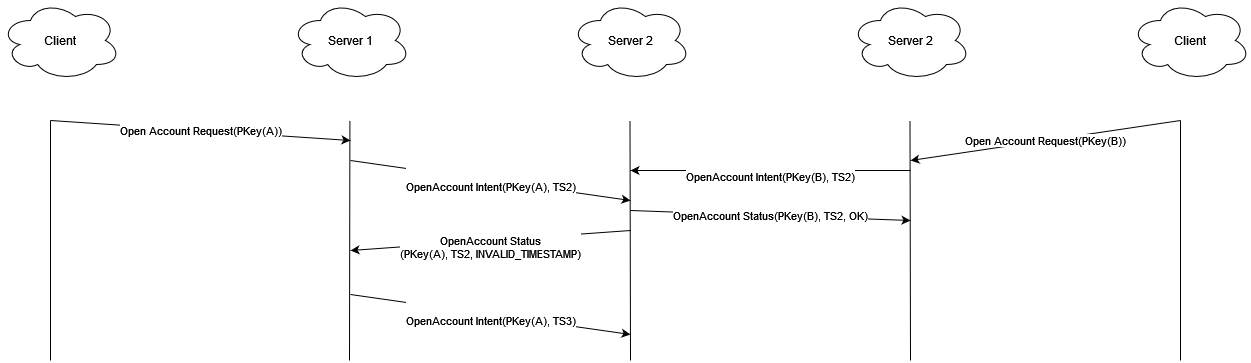 Client
Server 1
Server 2
Server 2
Client
Open Account Request(PKey(A))
Open Account Request(PKey(B))
OpenAccount Intent(PKey(B), TS2)
OpenAccount Intent(PKey(A), TS2)
OpenAccount Status(PKey(B), TS2, OK)
OpenAccount Status
(PKey(A), TS2, INVALID_TIMESTAMP)
OpenAccount Intent(PKey(A), TS3)